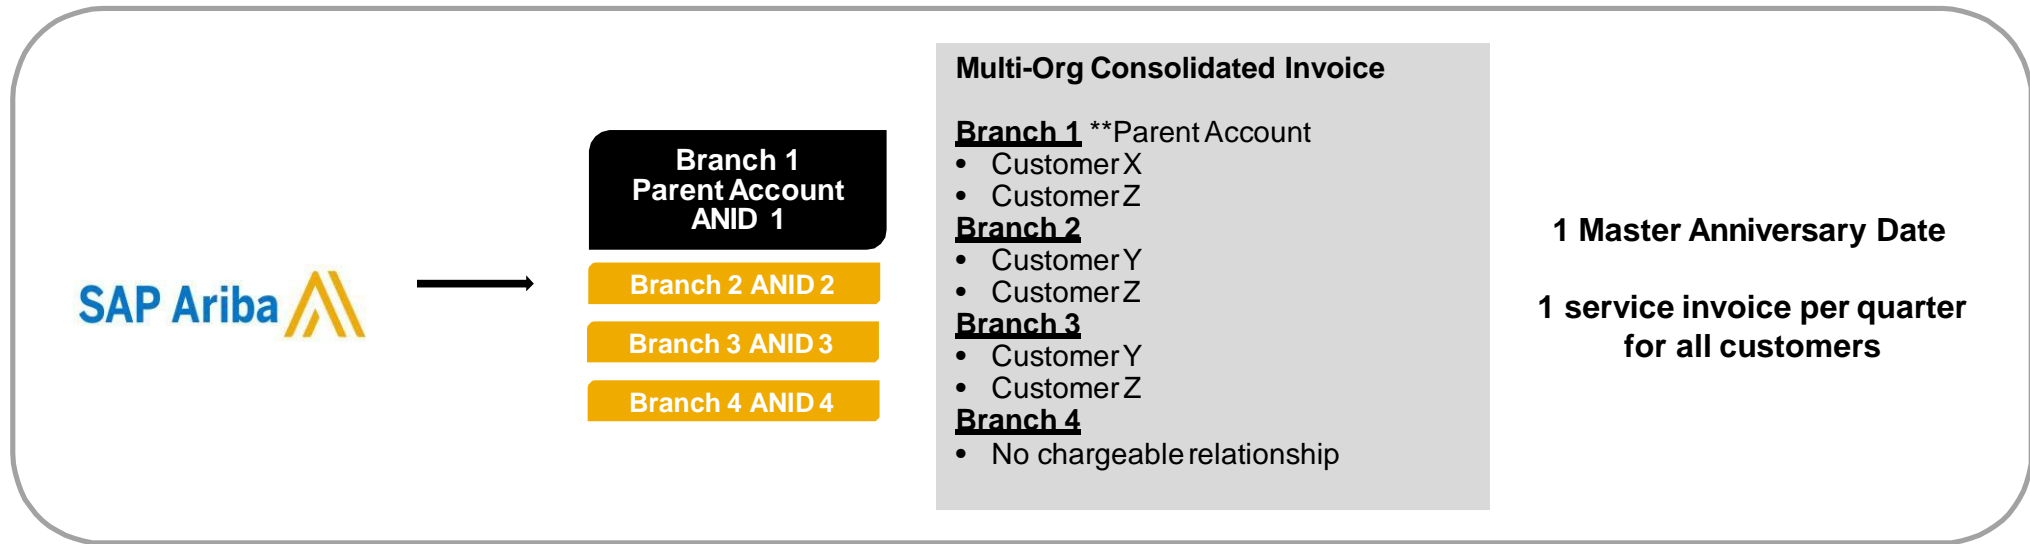 SAP Ariba
Branch 1
Parent Account
ANID 1
Branch 2 ANID 2
Branch 3 ANID 3
Branch 4 ANID 4
Multi-Org Consolidated Invoice
Branch 1 **Parent Account
• Customer X
• Customer Z
Branch 2
• Customer Y
• Customer Z
Branch 3
• Customer Y
• Customer Z
Branch 4
• No chargeable relationship
1 Master Anniversary Date
1 service invoice per quarter
for all customers